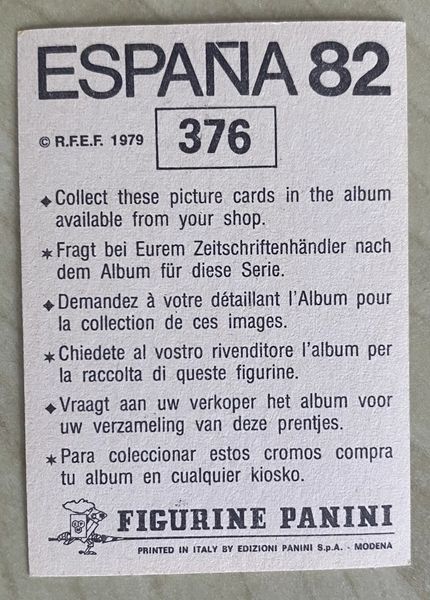 ESPAÑA 82
© R.F.E.F. 1979 376
◆ Collect these picture cards in the album
available from your shop.
✶ Fragt bei Eurem Zeitschriftenhändler nach
dem Album für diese Serie.
◆ Demandez à votre détaillant l'Album pour
la collection de ces images.
✶ Chiedete al vostro rivenditore l'album per
la raccolta di queste figurine.
◆ Vraagt aan uw verkoper het album voor
uw verzameling van deze prentjes.
✶ Para coleccionar estos cromos compra
tu album en cualquier kiosko.
FIGURINE PANINI
PRINTED IN ITALY BY EDIZIONI PANINI S.p.A. - MODENA